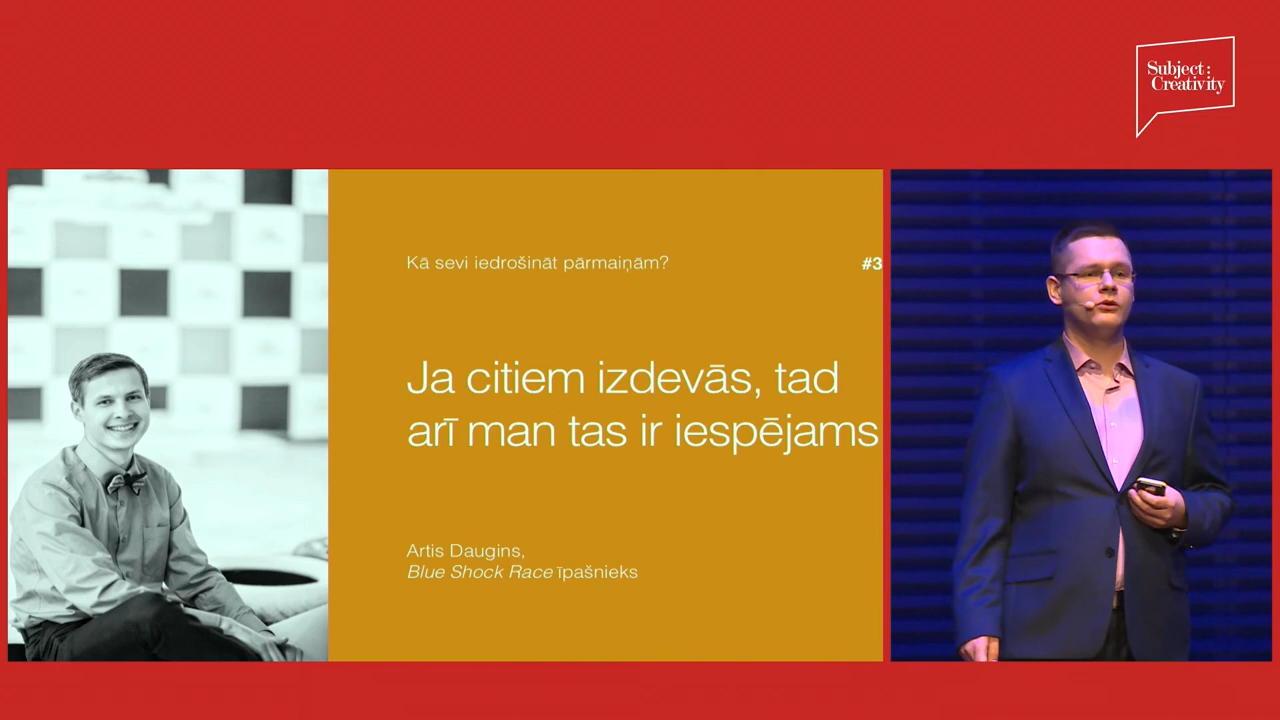 Subject:
Creativity
Kā sevi iedrošināt pārmaiņām?
#3
Ja citiem izdevās, tad
arī man tas ir iespējams
Artis Daugins,
Blue Shock Race īpašnieks